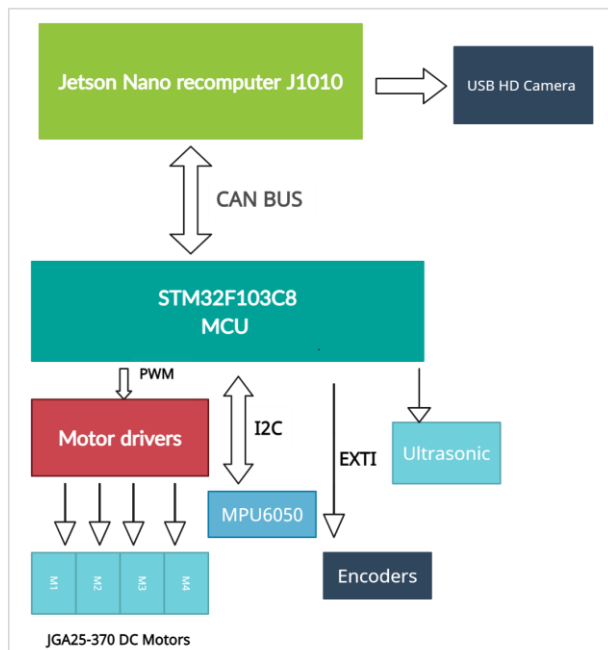 Jetson Nano recomputer J1010
USB HD Camera
CAN BUS
STM32F103C8
MCU
PWM
Motor drivers
I2C
EXTI
Ultrasonic
MPU6050
Encoders
M1
M2
M3
M4
JGA25-370 DC Motors